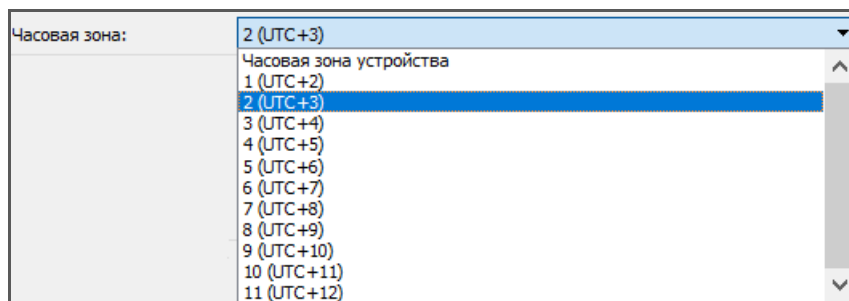 Часовая зона: 2 (UTC+3)
Часовая зона устройства
1 (UTC+2)
2 (UTC+3)
3 (UTC+4)
4 (UTC+5)
5 (UTC+6)
6 (UTC+7)
7 (UTC+8)
8 (UTC+9)
9 (UTC+10)
10 (UTC+11)
11 (UTC+12)